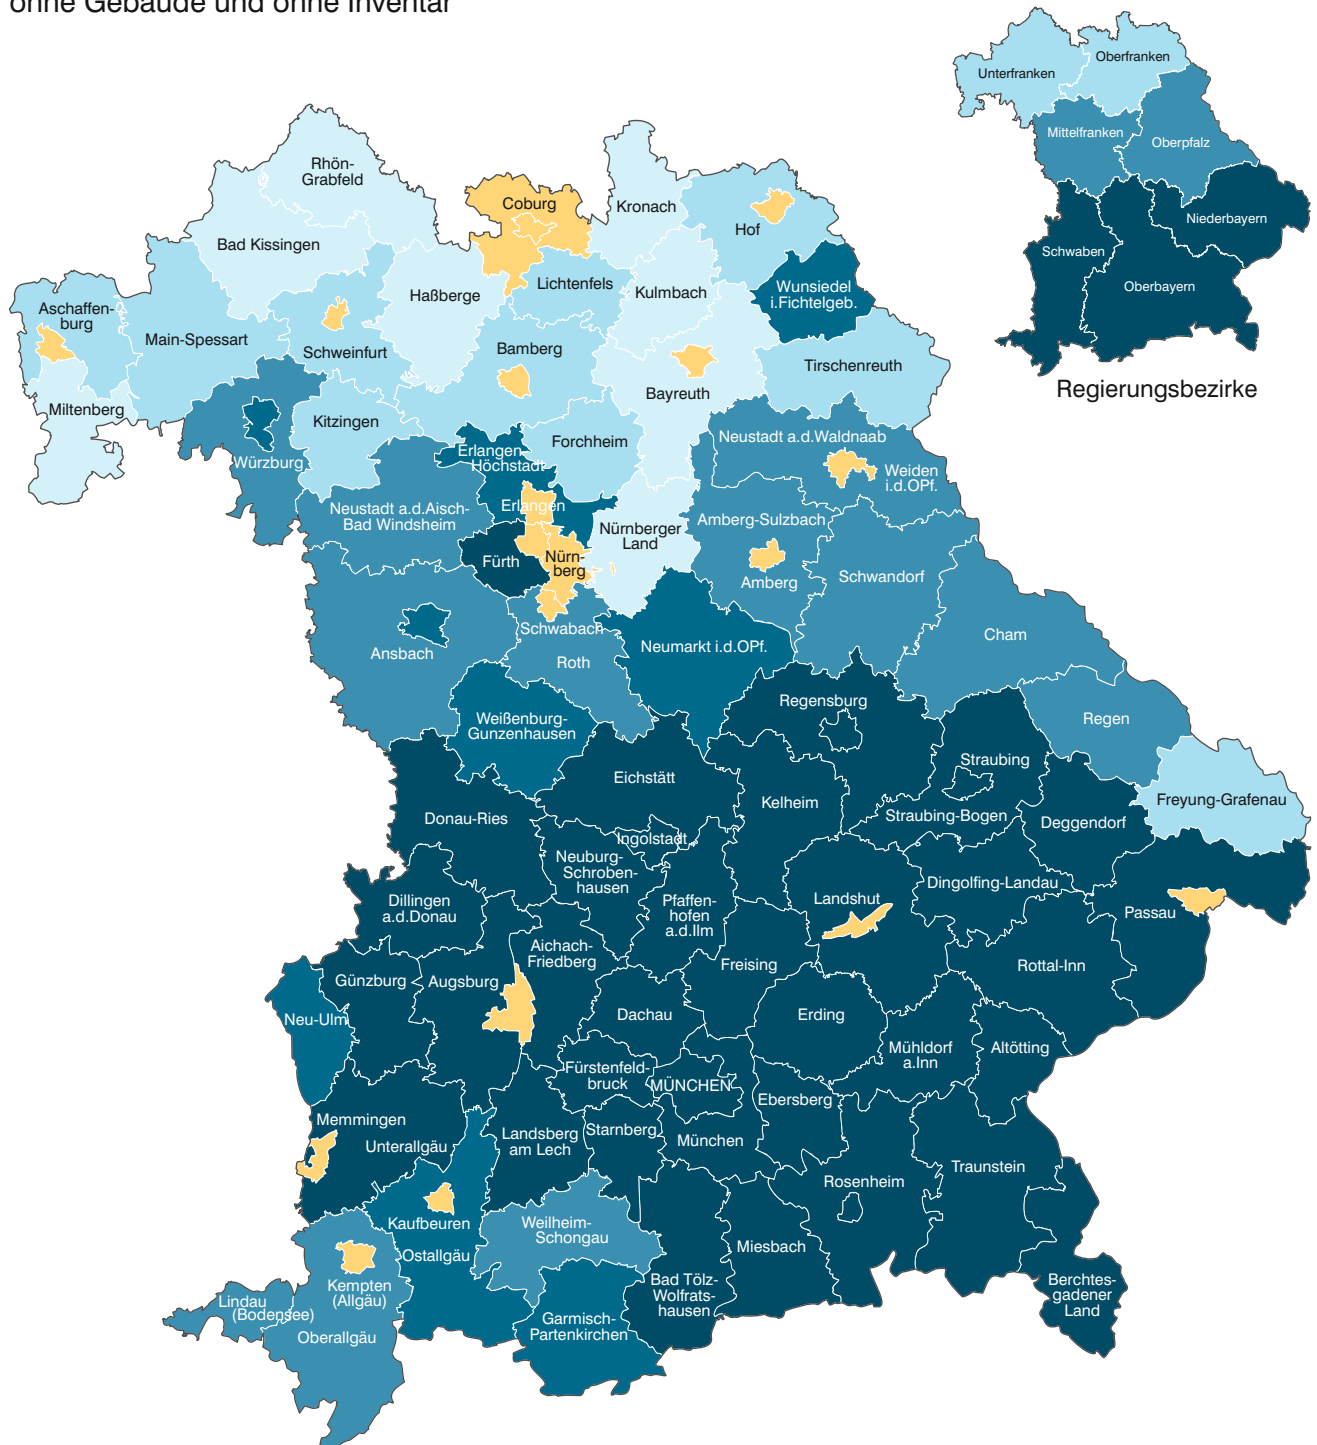 ohne Gebäude und ohne Inventar
Unterfranken
Oberfranken
Mittelfranken
Oberpfalz
Niederbayern
Schwaben
Oberbayern
Regierungsbezirke
Rhön-
Grabfeld
Coburg
Kronach
Hof
Bad Kissingen
Lichtenfels
Kulmbach
Wunsiedel
i.Fichtelgeb.
Haßberge
Aschaffen-
burg
Main-Spessart
Schweinfurt
Bamberg
Tirschenreuth
Bayreuth
Miltenberg
Kitzingen
Forchheim
Neustadt a.d.Waldnaab
Würzburg
Erlangen-
Höchstadt
Weiden
i.d.OPf.
Neustadt a.d.Aisch-
Bad Windsheim
Erlangen
Nürnberger
Land
Amberg-Sulzbach
Fürth
Nürn-
berg
Amberg
Schwandorf
Schwabach
Cham
Ansbach
Roth
Neumarkt i.d.OPf.
Regensburg
Weißenburg-
Gunzenhausen
Regen
Eichstätt
Straubing
Kelheim
Freyung-Grafenau
Donau-Ries
Straubing-Bogen
Deggendorf
Ingolstadt
Neuburg-
Schroben-
hausen
Dillingen
a.d.Donau
Pfaffen-
hofen
a.d.Ilm
Landshut
Dingolfing-Landau
Passau
Aichach-
Friedberg
Freising
Rottal-Inn
Günzburg
Augsburg
Neu-Ulm
Dachau
Erding
Mühldorf
a.Inn
Altötting
Fürstenfeld-
bruck
MÜNCHEN
Ebersberg
Memmingen
Unterallgäu
Landsberg
am Lech
Starnberg
München
Traunstein
Rosenheim
Kaufbeuren
Weilheim-
Schongau
Miesbach
Ostallgäu
Kempten
(Allgäu)
Bad Tölz-
Wolfrats-
hausen
Berchtes-
gadener
Land
Lindau
(Bodensee)
Oberallgäu
Garmisch-
Partenkirchen